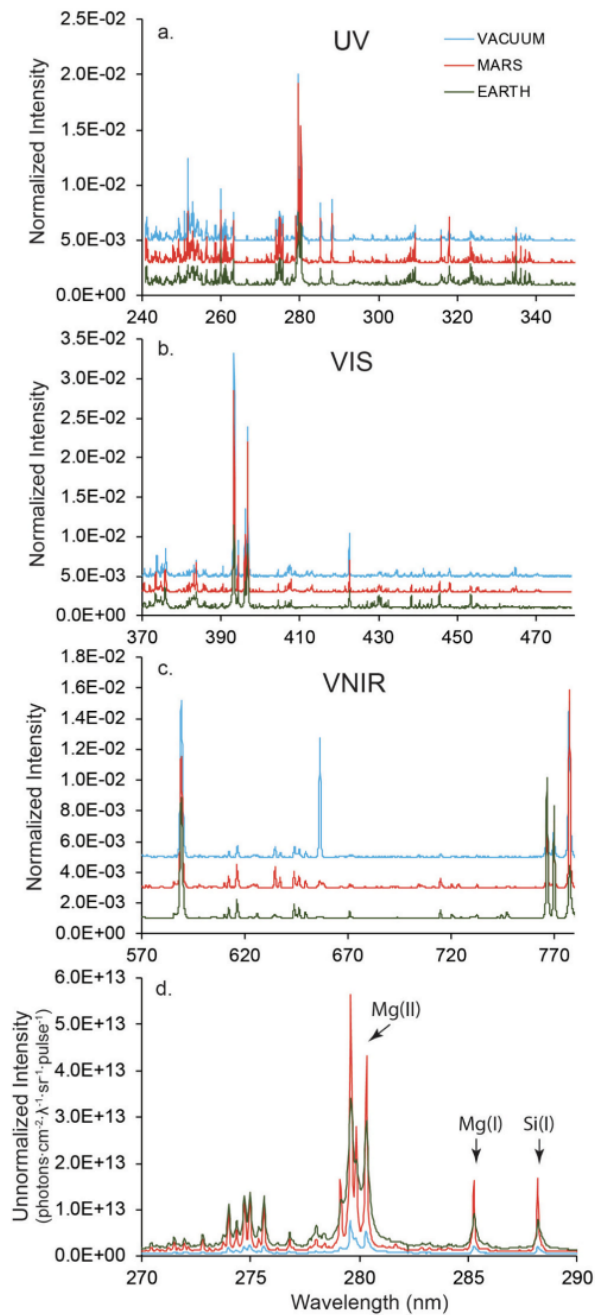 a.
UV
VACUUM
MARS
EARTH
Normalized Intensity
2.5E-02
2.0E-02
1.5E-02
1.0E-02
5.0E-03
0.0E+00
240 260 280 300 320 340
b.
VIS
Normalized Intensity
3.5E-02
3.0E-02
2.5E-02
2.0E-02
1.5E-02
1.0E-02
5.0E-03
0.0E+00
370 390 410 430 450 470
c.
VNIR
Normalized Intensity
1.8E-02
1.6E-02
1.4E-02
1.2E-02
1.0E-02
8.0E-03
6.0E-03
4.0E-03
2.0E-03
0.0E+00
570 620 670 720 770
d.
Unnormalized Intensity
(photons·cm⁻²·λ⁻¹·sr⁻¹·pulse⁻¹)
6.0E+13
5.0E+13
4.0E+13
3.0E+13
2.0E+13
1.0E+13
0.0E+00
Mg(II)
Mg(I)
Si(I)
270 275 280 285 290
Wavelength (nm)